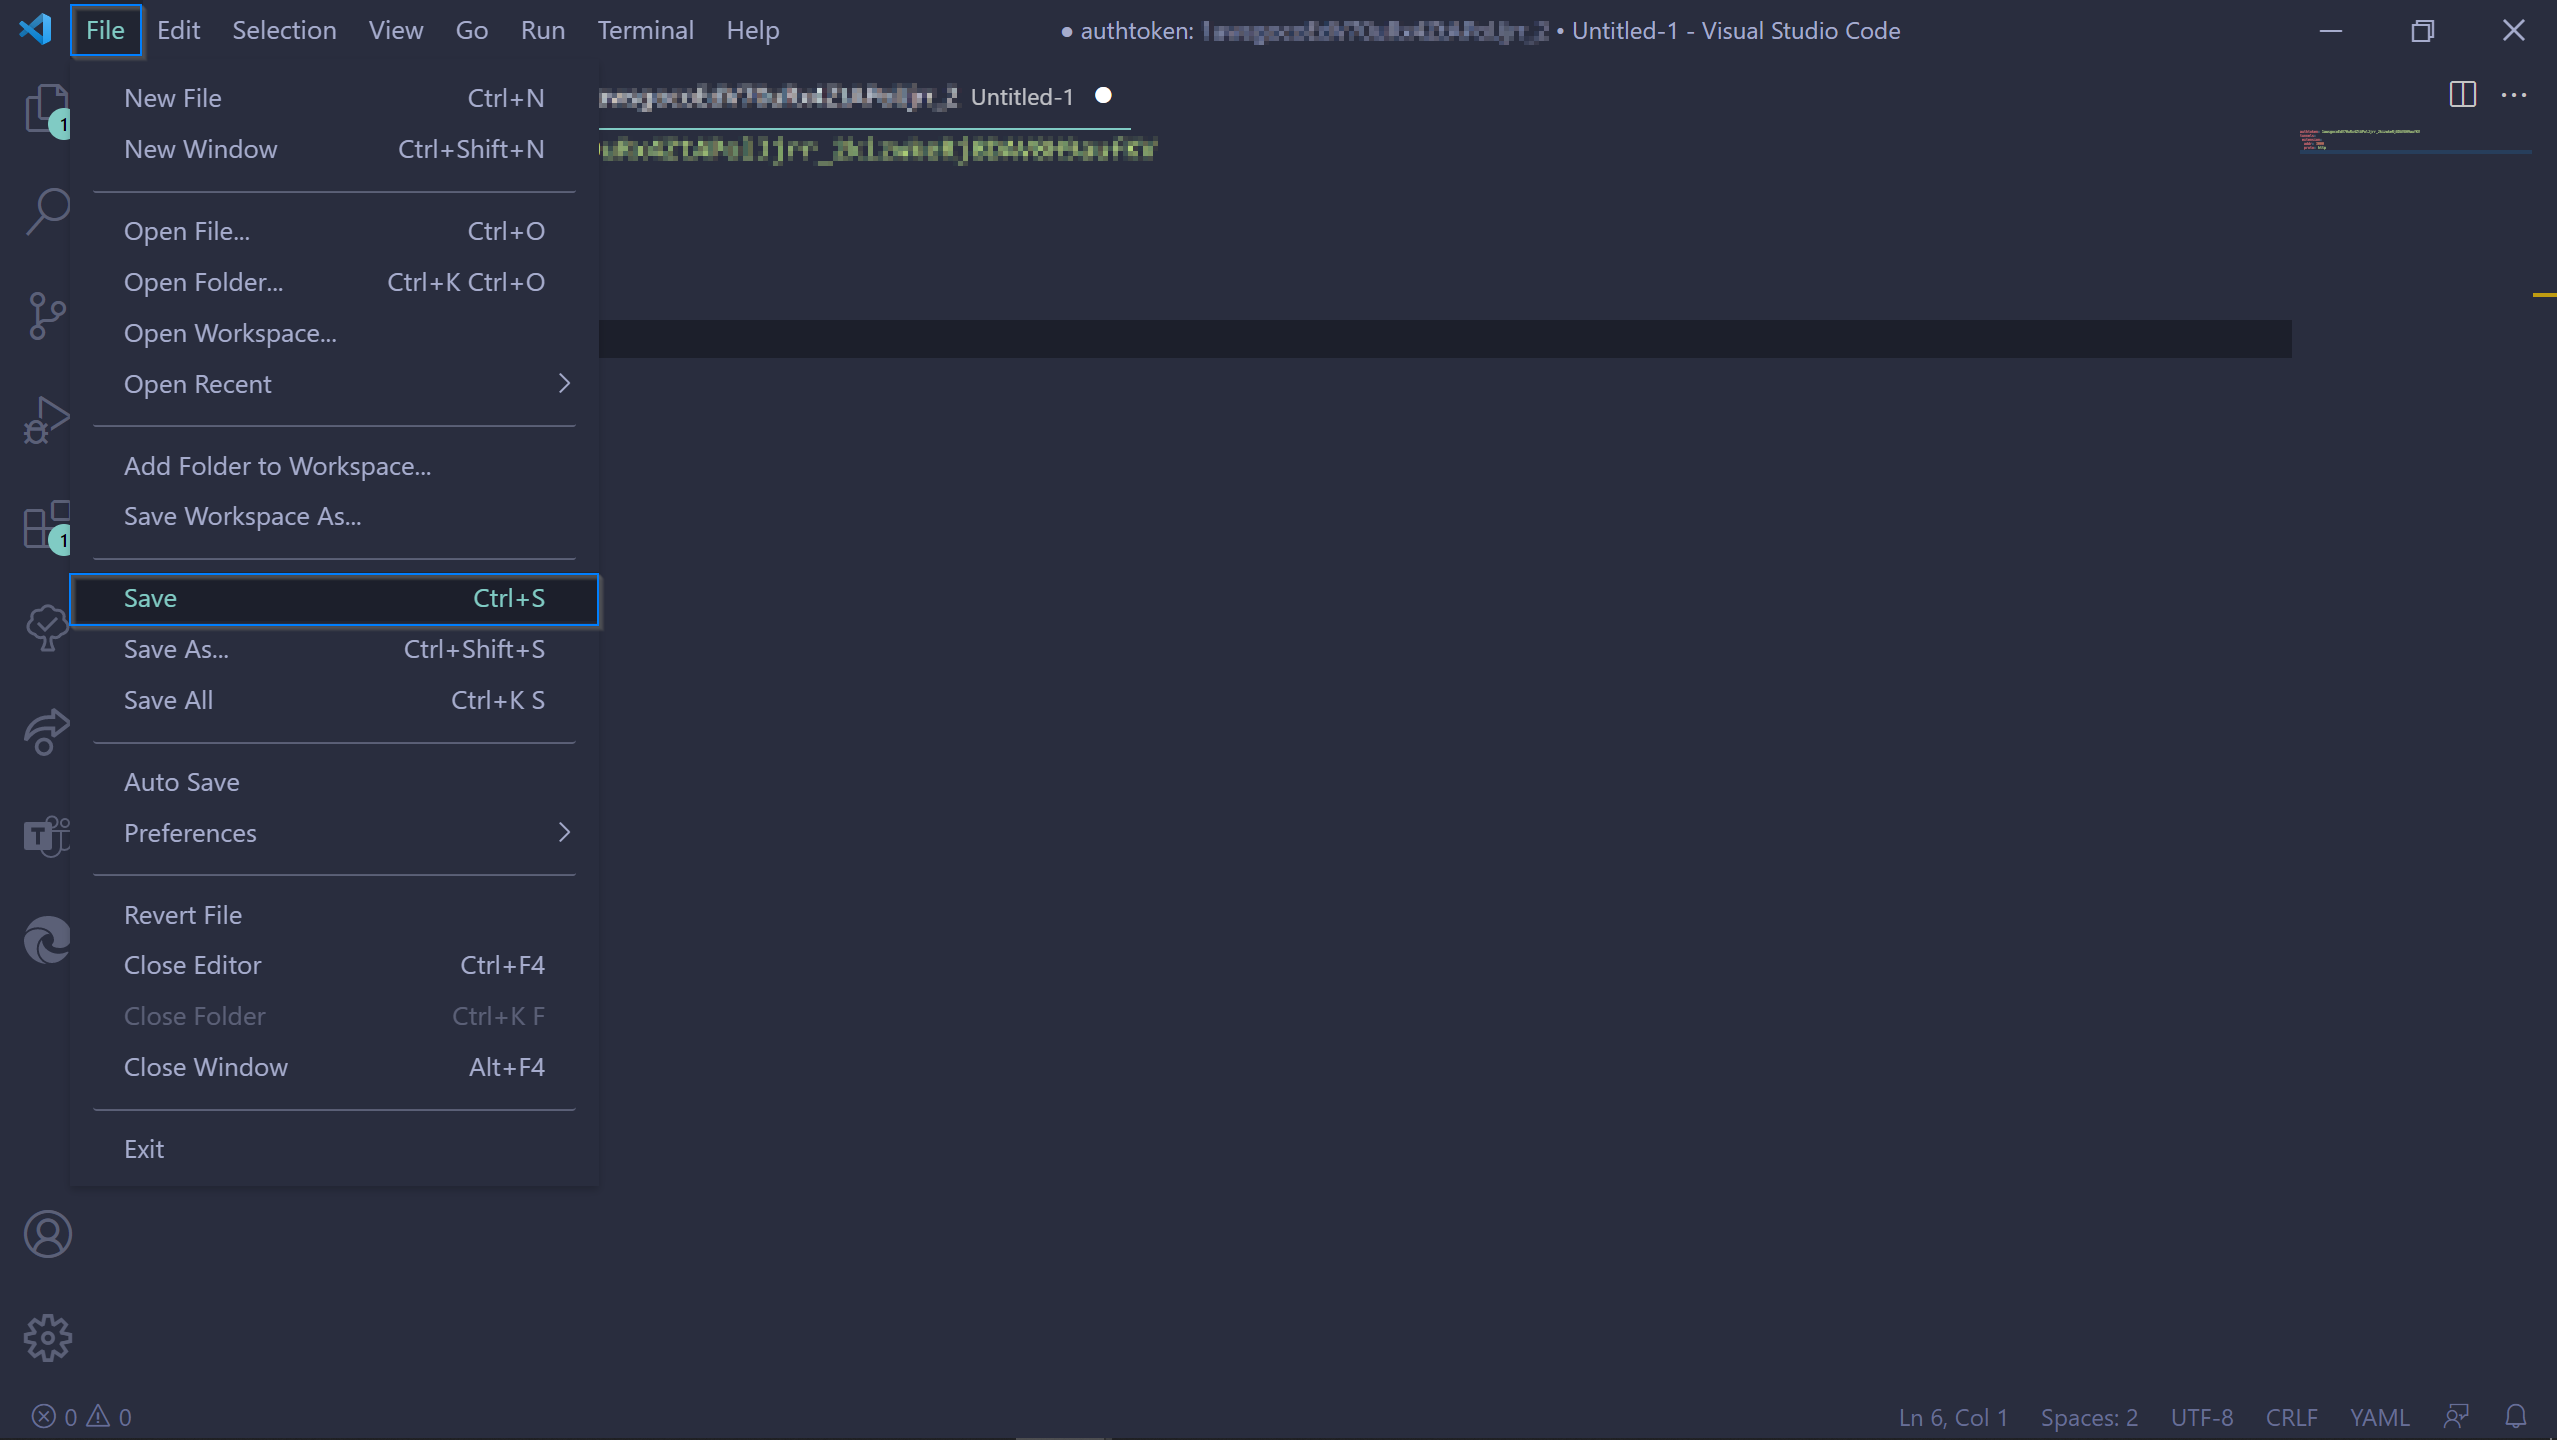 File Edit Selection View Go Run Terminal Help
● authtoken: • Untitled-1 - Visual Studio Code
Untitled-1
New File Ctrl+N
New Window Ctrl+Shift+N
Open File... Ctrl+O
Open Folder... Ctrl+K Ctrl+O
Open Workspace...
Open Recent
Add Folder to Workspace...
Save Workspace As...
Save Ctrl+S
Save As... Ctrl+Shift+S
Save All Ctrl+K S
Auto Save
Preferences
Revert File
Close Editor Ctrl+F4
Close Folder Ctrl+K F
Close Window Alt+F4
Exit
1
1
T
0 0
Ln 6, Col 1 Spaces: 2 UTF-8 CRLF YAML